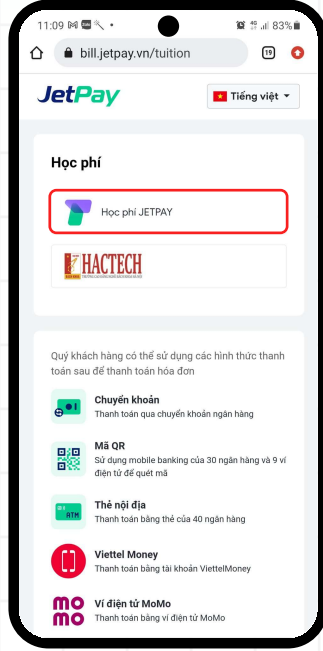 11:09
83%
bill.jetpay.vn/tuition
19
JetPay
Tiếng việt
Học phí
Học phí JETPAY
HACTECH
Quý khách hàng có thể sử dụng các hình thức thanh
toán sau để thanh toán hóa đơn
Chuyển khoản
Thanh toán qua chuyển khoản ngân hàng
Mã QR
Sử dụng mobile banking của 30 ngân hàng và 9 ví
điện tử để quét mã
ATM
Thẻ nội địa
Thanh toán bằng thẻ của 40 ngân hàng
Viettel Money
Thanh toán bằng tài khoản ViettelMoney
MO
MO
Ví điện tử MoMo
Thanh toán bằng ví điện tử MoMo